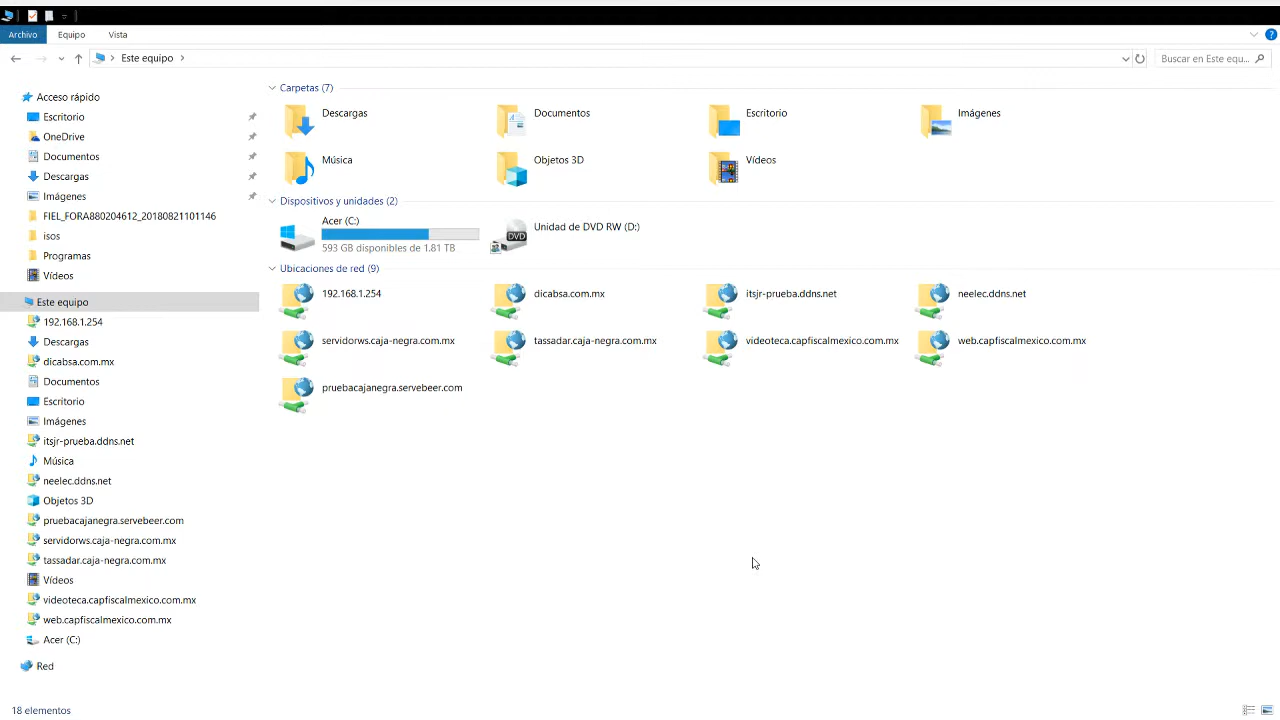 Archivo Equipo Vista
Este equipo
Buscar en Este equ...
Acceso rápido
Escritorio
OneDrive
Documentos
Descargas
Imágenes
FIEL_FORA880204612_20180821101146
isos
Programas
Vídeos
Este equipo
192.168.1.254
Descargas
dicabsa.com.mx
Documentos
Escritorio
Imágenes
itsjr-prueba.ddns.net
Música
neelec.ddns.net
Objetos 3D
pruebacajanegra.servebeer.com
servidorws.caja-negra.com.mx
tassadar.caja-negra.com.mx
Vídeos
videoteca.capfiscalmexico.com.mx
web.capfiscalmexico.com.mx
Acer (C:)
Red
Carpetas (7)
Descargas Documentos Escritorio Imágenes
Música Objetos 3D Vídeos
Dispositivos y unidades (2)
Acer (C:)
593 GB disponibles de 1.81 TB
DVD
Unidad de DVD RW (D:)
Ubicaciones de red (9)
192.168.1.254 dicabsa.com.mx itsjr-prueba.ddns.net neelec.ddns.net
servidorws.caja-negra.com.mx tassadar.caja-negra.com.mx videoteca.capfiscalmexico.com.mx web.capfiscalmexico.com.mx
pruebacajanegra.servebeer.com
18 elementos